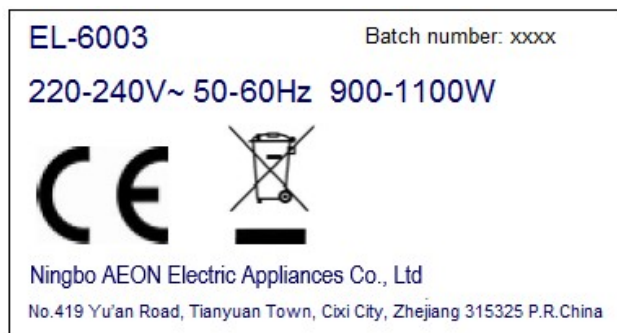 EL-6003 Batch number: xxxx
220-240V~ 50-60Hz 900-1100W
CE
Ningbo AEON Electric Appliances Co., Ltd
No.419 Yu'an Road, Tianyuan Town, Cixi City, Zhejiang 315325 P.R.China